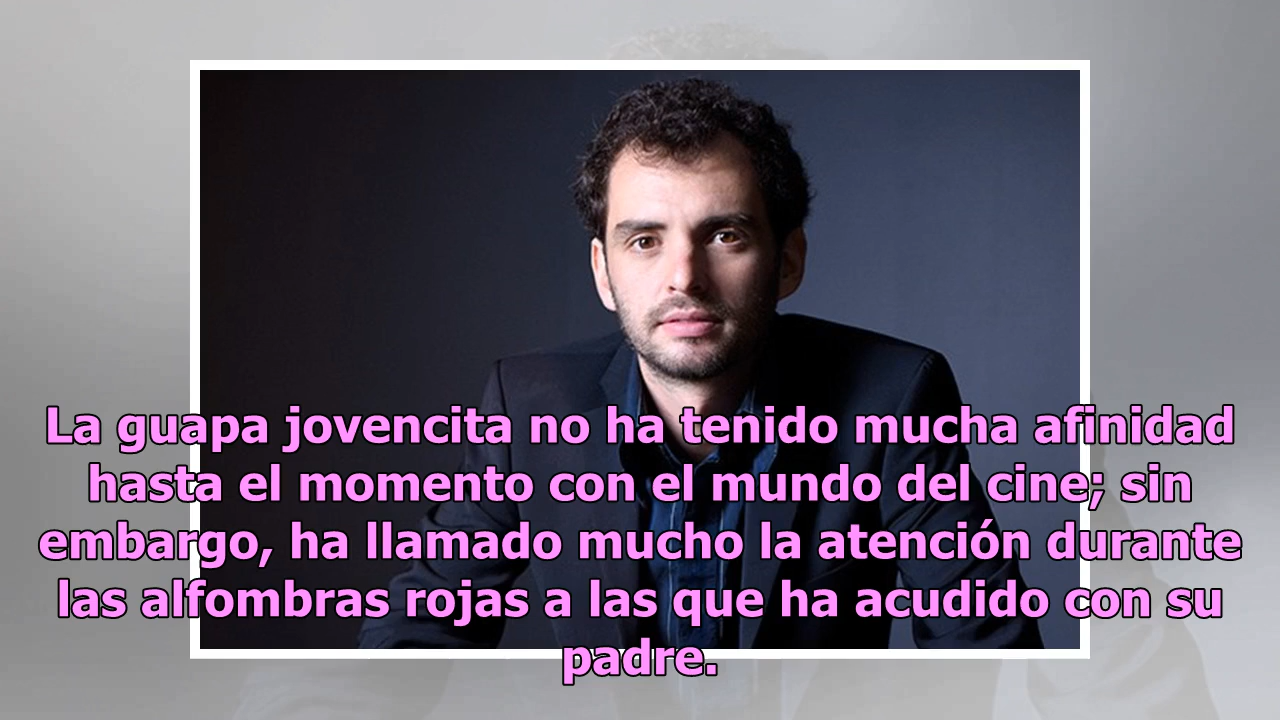 La guapa jovencita no ha tenido mucha afinidad
hasta el momento con el mundo del cine; sin
embargo, ha llamado mucho la atención durante
las alfombras rojas a las que ha acudido con su
padre.